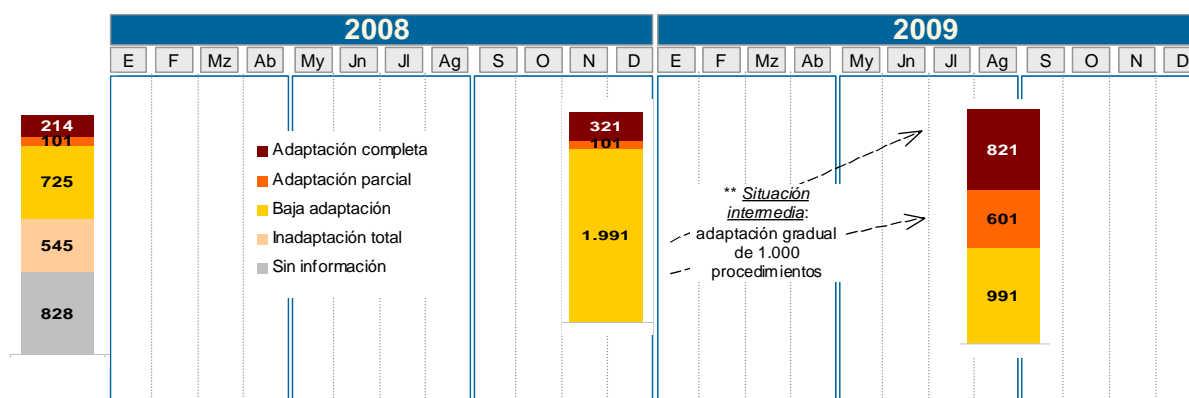 2008
2009
E F Mz Ab My Jn Jl Ag S O N D E F Mz Ab My Jn Jl Ag S O N D
214
101
725
545
828
Adaptación completa
Adaptación parcial
Baja adaptación
Inadaptación total
Sin información
321
101
1.991
** Situación
intermedia:
adaptación gradual
de 1.000
procedimientos
821
601
991